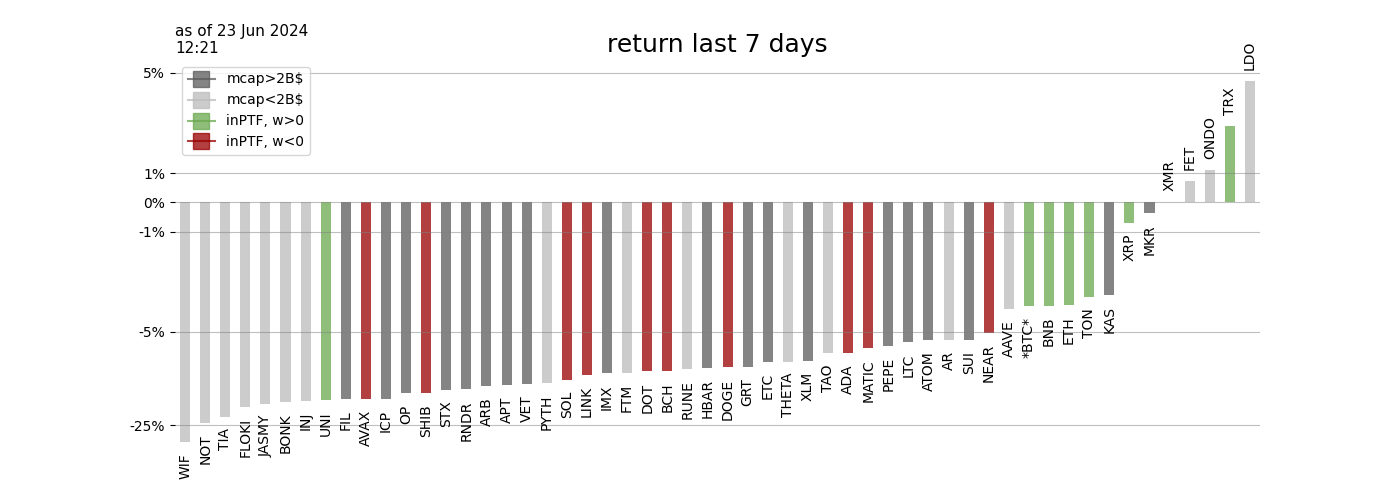 as of 23 Jun 2024
12:21
return last 7 days
mcap>2B$
mcap<2B$
inPTF, w>0
inPTF, w<0
5%
1%
0%
-1%
-5%
-25%
WIF
NOT
TIA
FLOKI
JASMY
BONK
INJ
UNI
FIL
AVAX
ICP
OP
SHIB
STX
RNDR
ARB
APT
VET
PYTH
SOL
LINK
IMX
FTM
DOT
BCH
RUNE
HBAR
DOGE
GRT
ETC
THETA
XLM
TAO
ADA
MATIC
PEPE
LTC
ATOM
AR
SUI
NEAR
AAVE
*BTC*
BNB
ETH
TON
KAS
XRP
MKR
XMR
FET
ONDO
TRX
LDO